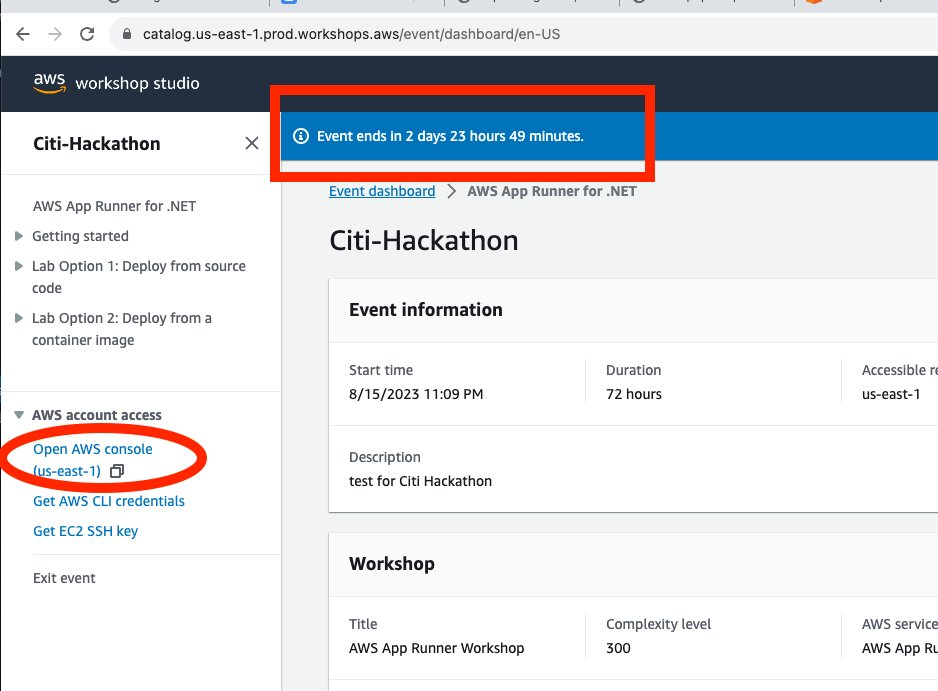 catalog.us-east-1.prod.workshops.aws/event/dashboard/en-US
aws workshop studio
Citi-Hackathon
Event ends in 2 days 23 hours 49 minutes.
Event dashboard > AWS App Runner for .NET
AWS App Runner for .NET
Getting started
Lab Option 1: Deploy from source
code
Lab Option 2: Deploy from a
container image
AWS account access
Open AWS console
(us-east-1)
Get AWS CLI credentials
Get EC2 SSH key
Exit event
Citi-Hackathon
Event information
Start time
8/15/2023 11:09 PM
Duration
72 hours
Accessible re
us-east-1
Description
test for Citi Hackathon
Workshop
Title
AWS App Runner Workshop
Complexity level
300
AWS service
AWS App Ru